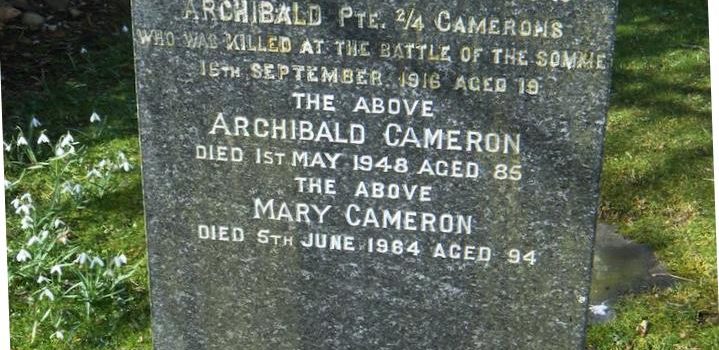 ARCHIBALD PTE. 2/4 CAMERONS
WHO WAS KILLED AT THE BATTLE OF THE SOMME
15TH SEPTEMBER 1916 AGED 19
THE ABOVE
ARCHIBALD CAMERON
DIED 1ST MAY 1948 AGED 85
THE ABOVE
MARY CAMERON
DIED 5TH JUNE 1964 AGED 94